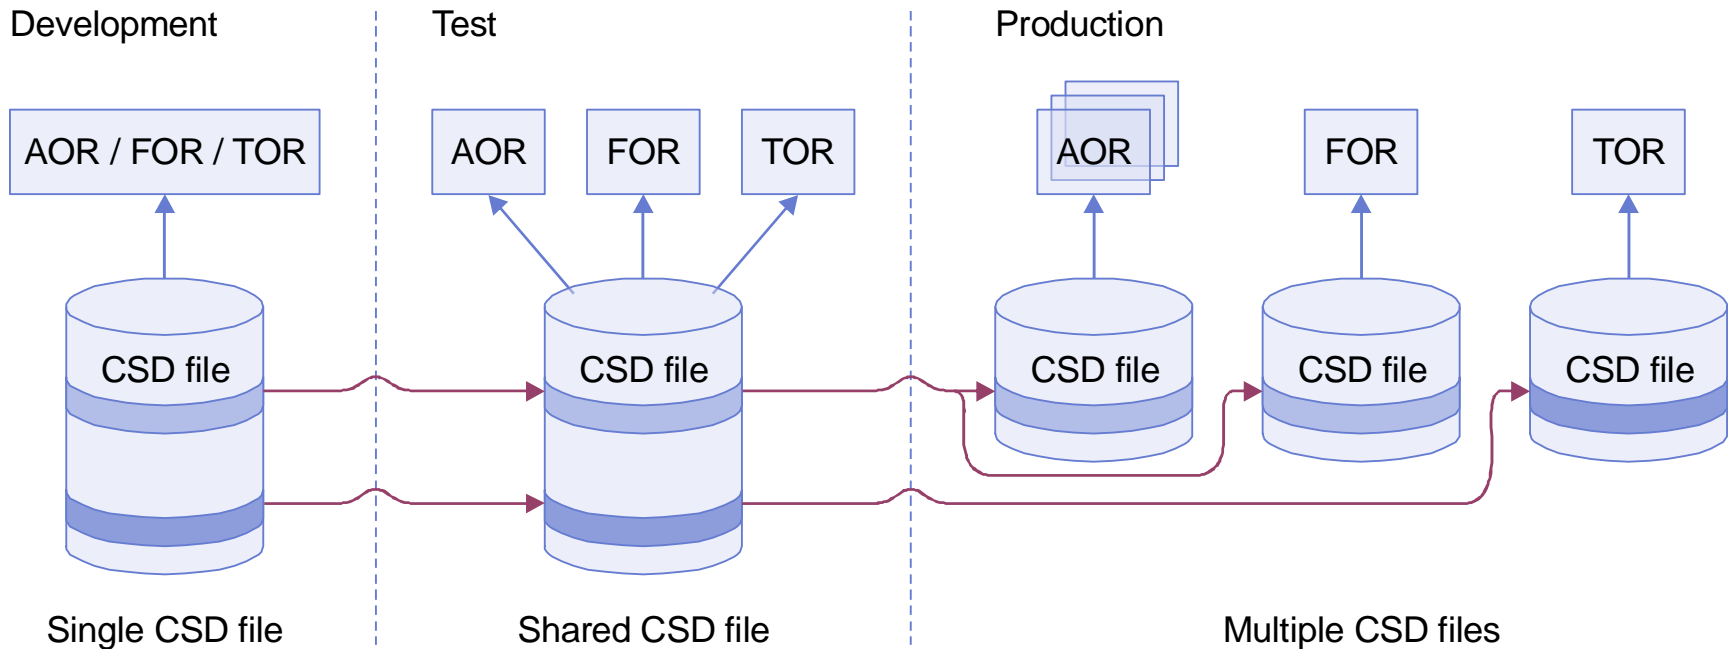 Development
Test
Production
AOR / FOR / TOR
AOR
FOR
TOR
AOR
FOR
TOR
CSD file
CSD file
CSD file
CSD file
CSD file
Single CSD file
Shared CSD file
Multiple CSD files